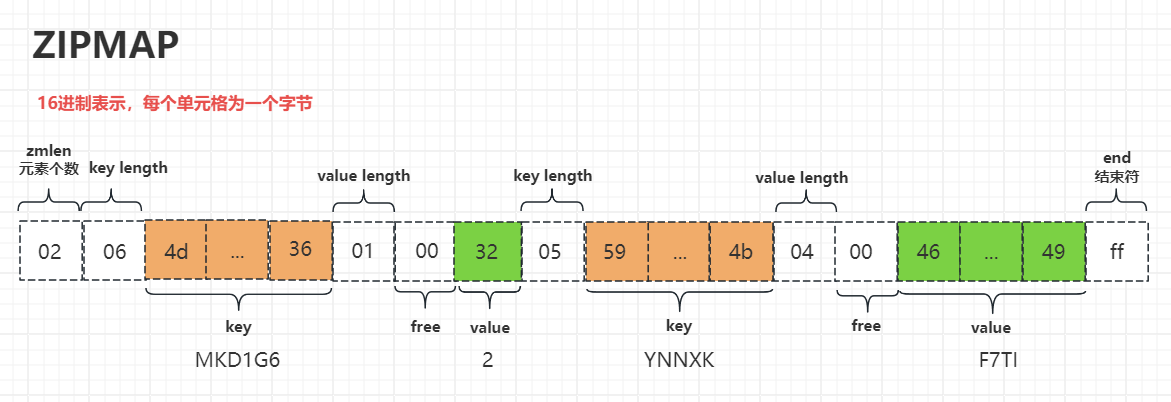 ZIPMAP
16进制表示，每个单元格为一个字节
zmlen
元素个数
key length
value length
key length
value length
end
结束符
02 06 4d ... 36 01 00 32 05 59 ... 4b 04 00 46 ... 49 ff
key free value key free value
MKD1G6 2 YNNXK F7TI